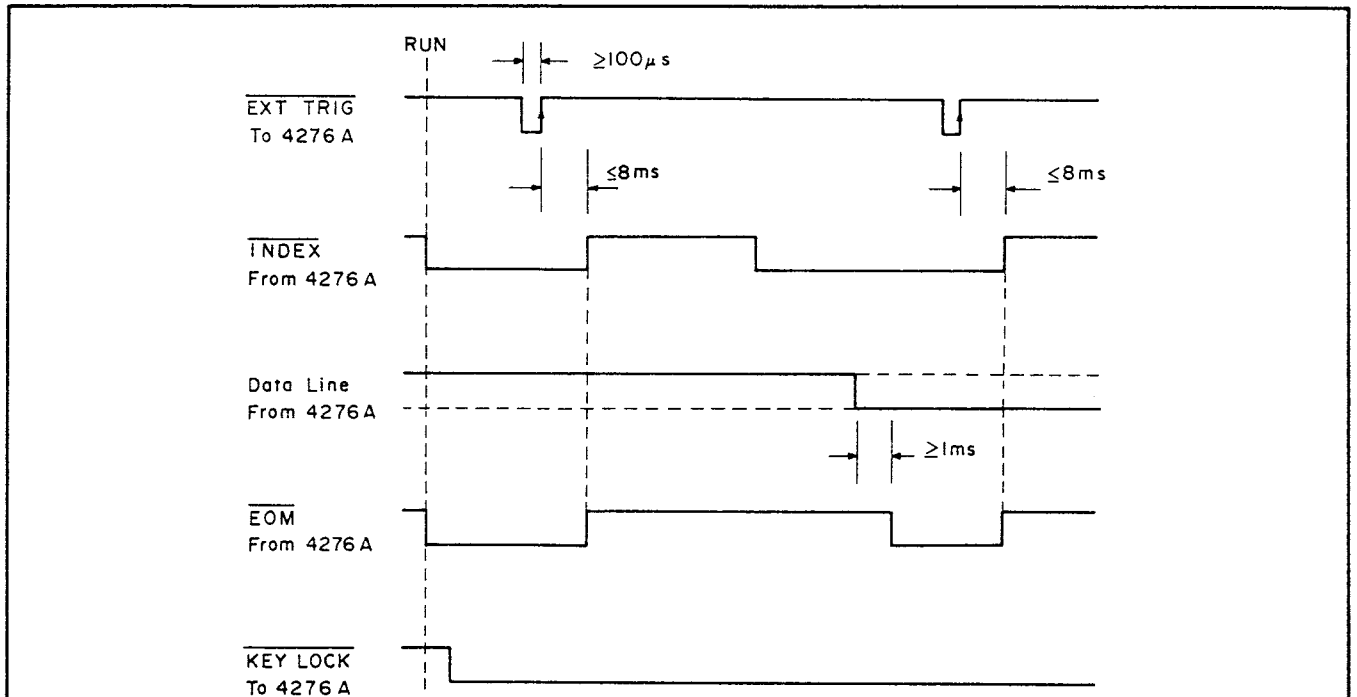 RUN
≥100μs
EXT TRIG
To 4276A
≤8ms
≤8ms
INDEX
From 4276A
Data Line
From 4276A
≥1ms
EOM
From 4276A
KEY LOCK
To 4276A